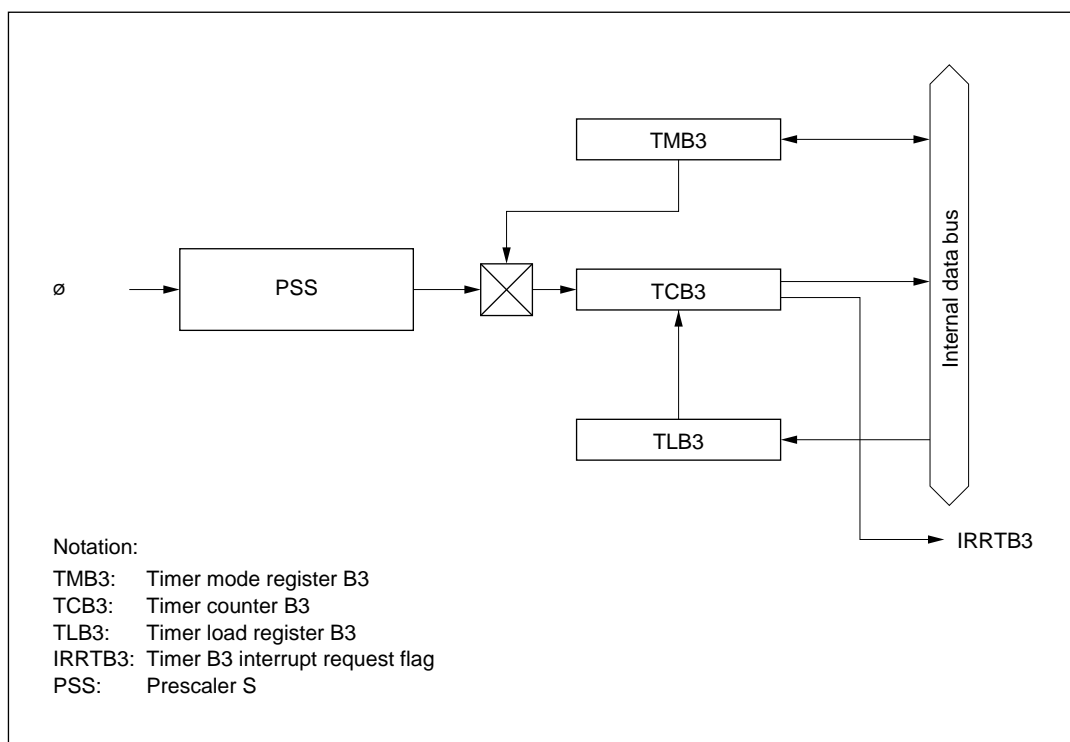 TMB3
ø
PSS
TCB3
Internal data bus
TLB3
IRRTB3
Notation:
TMB3: Timer mode register B3
TCB3: Timer counter B3
TLB3: Timer load register B3
IRRTB3: Timer B3 interrupt request flag
PSS: Prescaler S